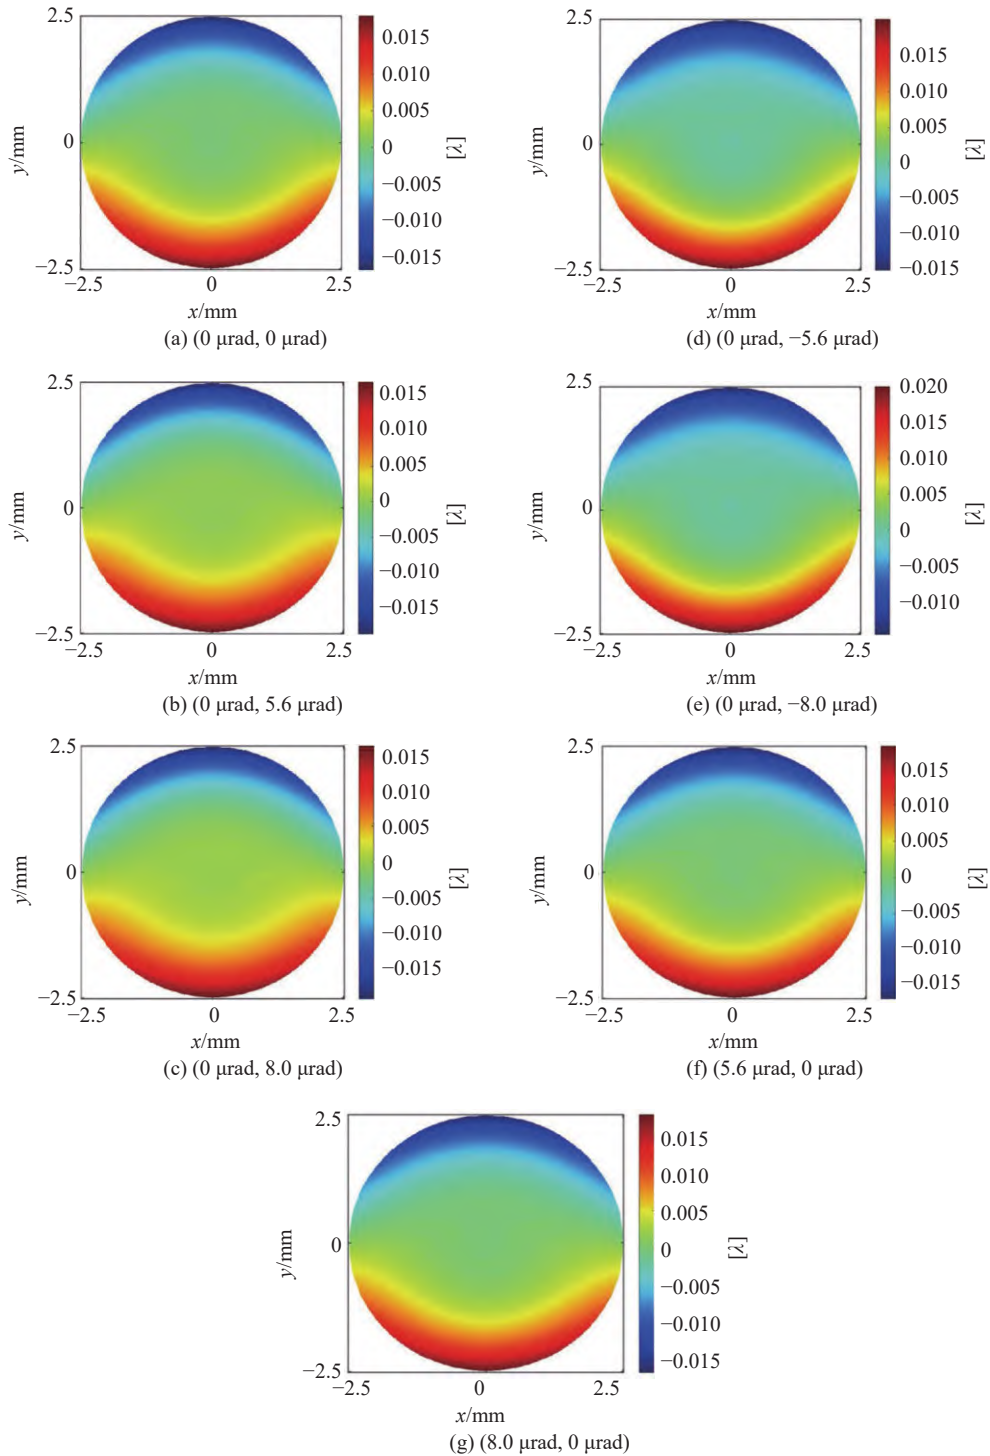 2.5
0
−2.5
y/mm
−2.5 0 2.5
x/mm
0.015
0.010
0.005
0
−0.005
−0.010
−0.015
[λ]
(a) (0 μrad, 0 μrad)
2.5
0
−2.5
y/mm
−2.5 0 2.5
x/mm
0.015
0.010
0.005
0
−0.005
−0.010
−0.015
[λ]
(d) (0 μrad, −5.6 μrad)
2.5
0
−2.5
y/mm
−2.5 0 2.5
x/mm
0.015
0.010
0.005
0
−0.005
−0.010
−0.015
[λ]
(b) (0 μrad, 5.6 μrad)
2.5
0
−2.5
y/mm
−2.5 0 2.5
x/mm
0.020
0.015
0.010
0.005
0
−0.005
−0.010
[λ]
(e) (0 μrad, −8.0 μrad)
2.5
0
−2.5
y/mm
−2.5 0 2.5
x/mm
0.015
0.010
0.005
0
−0.005
−0.010
−0.015
[λ]
(c) (0 μrad, 8.0 μrad)
2.5
0
−2.5
y/mm
−2.5 0 2.5
x/mm
0.015
0.010
0.005
0
−0.005
−0.010
−0.015
[λ]
(f) (5.6 μrad, 0 μrad)
2.5
0
−2.5
y/mm
−2.5 0 2.5
x/mm
0.015
0.010
0.005
0
−0.005
−0.010
−0.015
[λ]
(g) (8.0 μrad, 0 μrad)